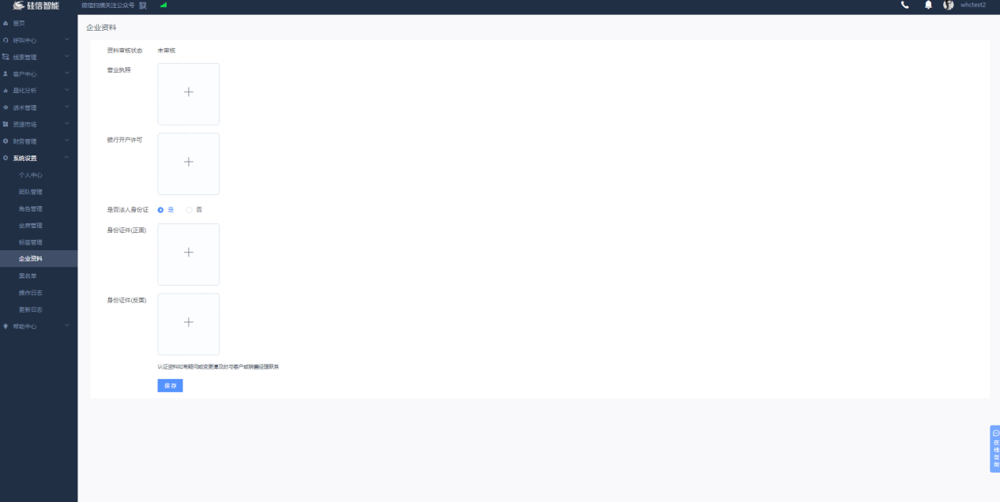 硅信智能
微信扫描关注公众号
whctest2
首页
呼叫中心
线索管理
客户中心
量化分析
话术管理
资源市场
财务管理
系统设置
个人中心
团队管理
角色管理
坐席管理
标签管理
企业资料
黑名单
操作日志
更新日志
帮助中心
企业资料
资料审核状态 未审核
营业执照
银行开户许可
是否法人身份证 是 否
身份证件(正面)
身份证件(反面)
认证资料如有疑问或变更请及时与客户或销售经理联系
保存
在线咨询